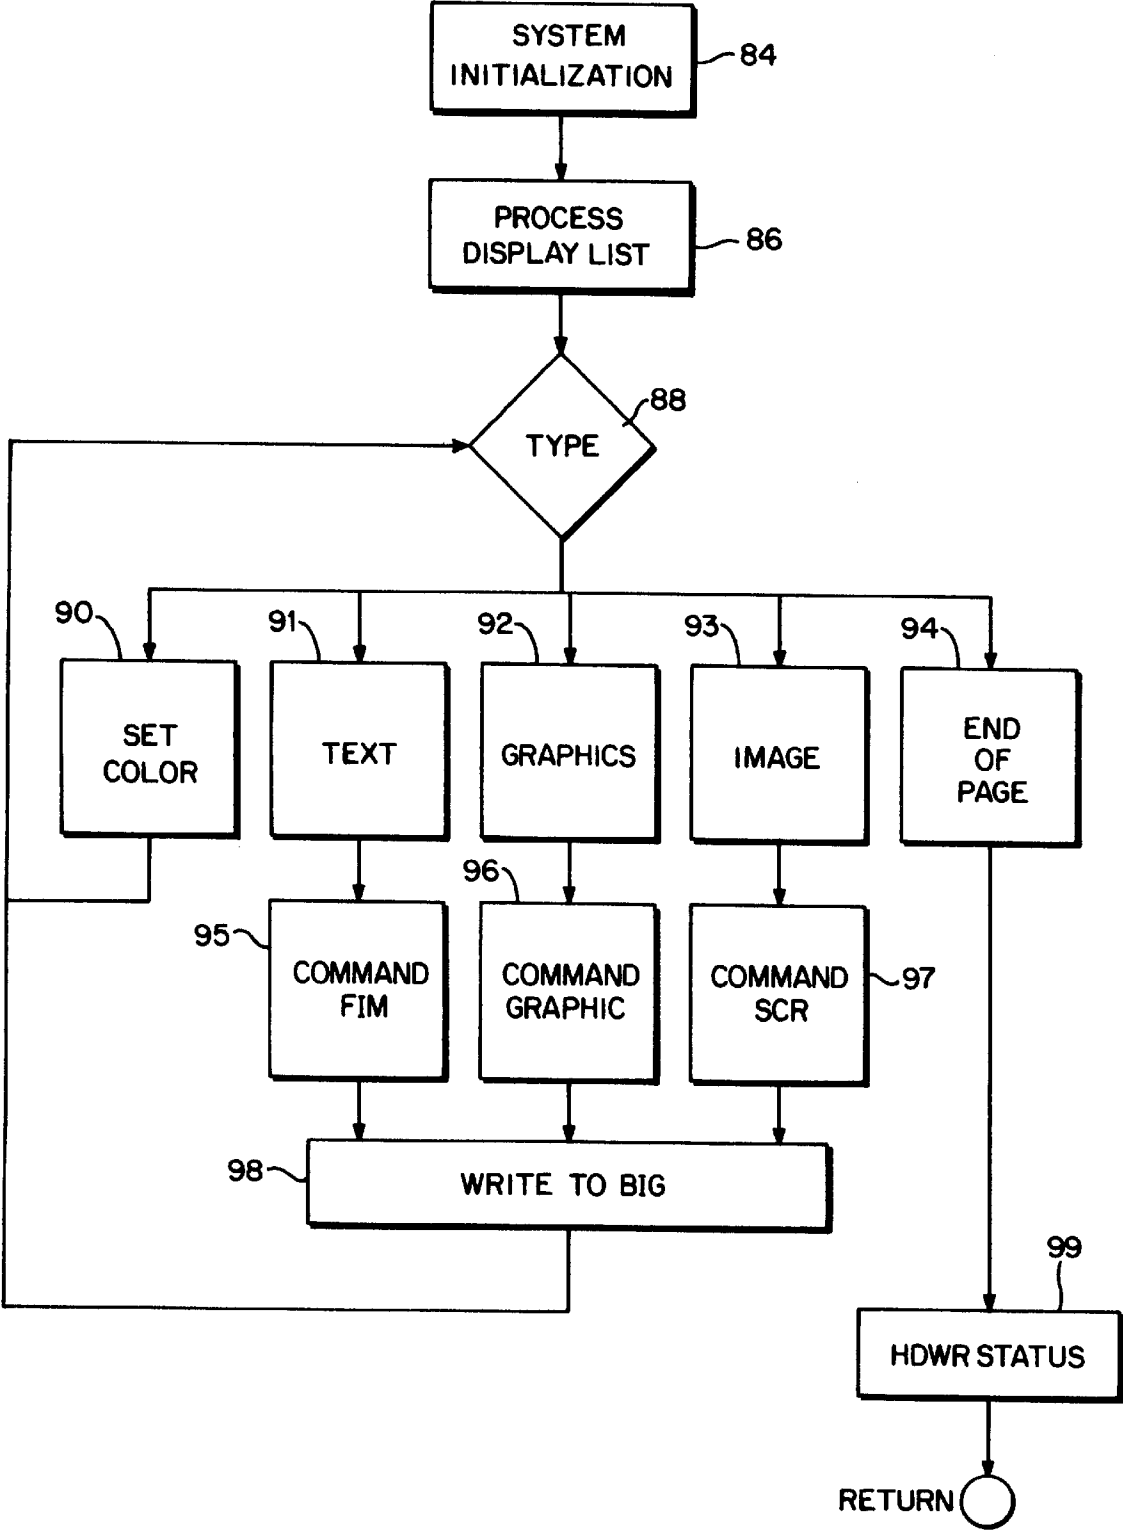 SYSTEM
INITIALIZATION
84
PROCESS
DISPLAY LIST
86
88
TYPE
90
91
92
93
94
SET
COLOR
TEXT
GRAPHICS
IMAGE
END
OF
PAGE
95
96
97
COMMAND
FIM
COMMAND
GRAPHIC
COMMAND
SCR
98
WRITE TO BIG
99
HDWR STATUS
RETURN